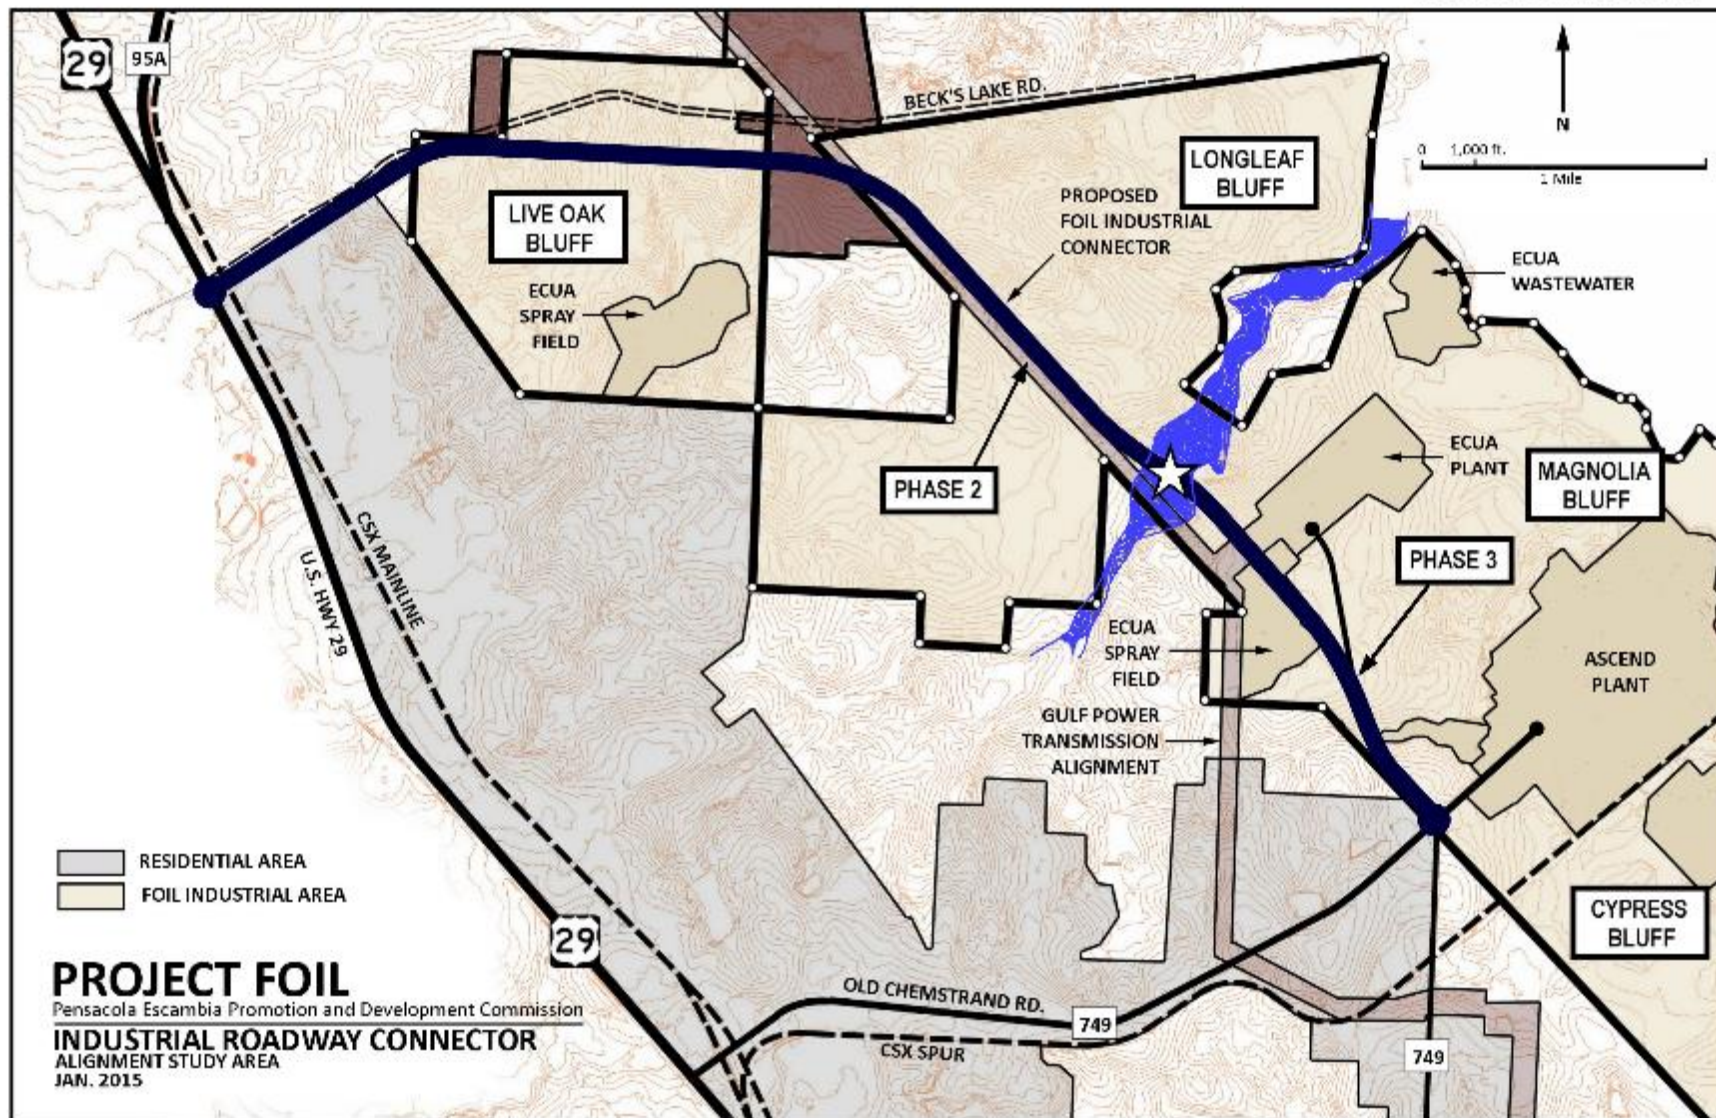 29
95A
BECK'S LAKE RD.
LONGLEAF
BLUFF
N
0 1,000 ft.
1 Mile
LIVE OAK
BLUFF
PROPOSED
FOIL INDUSTRIAL
CONNECTOR
ECUA
WASTEWATER
ECUA
SPRAY
FIELD
ECUA
PLANT
MAGNOLIA
BLUFF
PHASE 2
PHASE 3
CSX MAINLINE
U.S. HWY 29
ECUA
SPRAY
FIELD
ASCEND
PLANT
GULF POWER
TRANSMISSION
ALIGNMENT
RESIDENTIAL AREA
FOIL INDUSTRIAL AREA
29
CYPRESS
BLUFF
PROJECT FOIL
Pensacola Escambia Promotion and Development Commission
INDUSTRIAL ROADWAY CONNECTOR
ALIGNMENT STUDY AREA
JAN. 2015
OLD CHEMSTRAND RD.
749
CSX SPUR
749